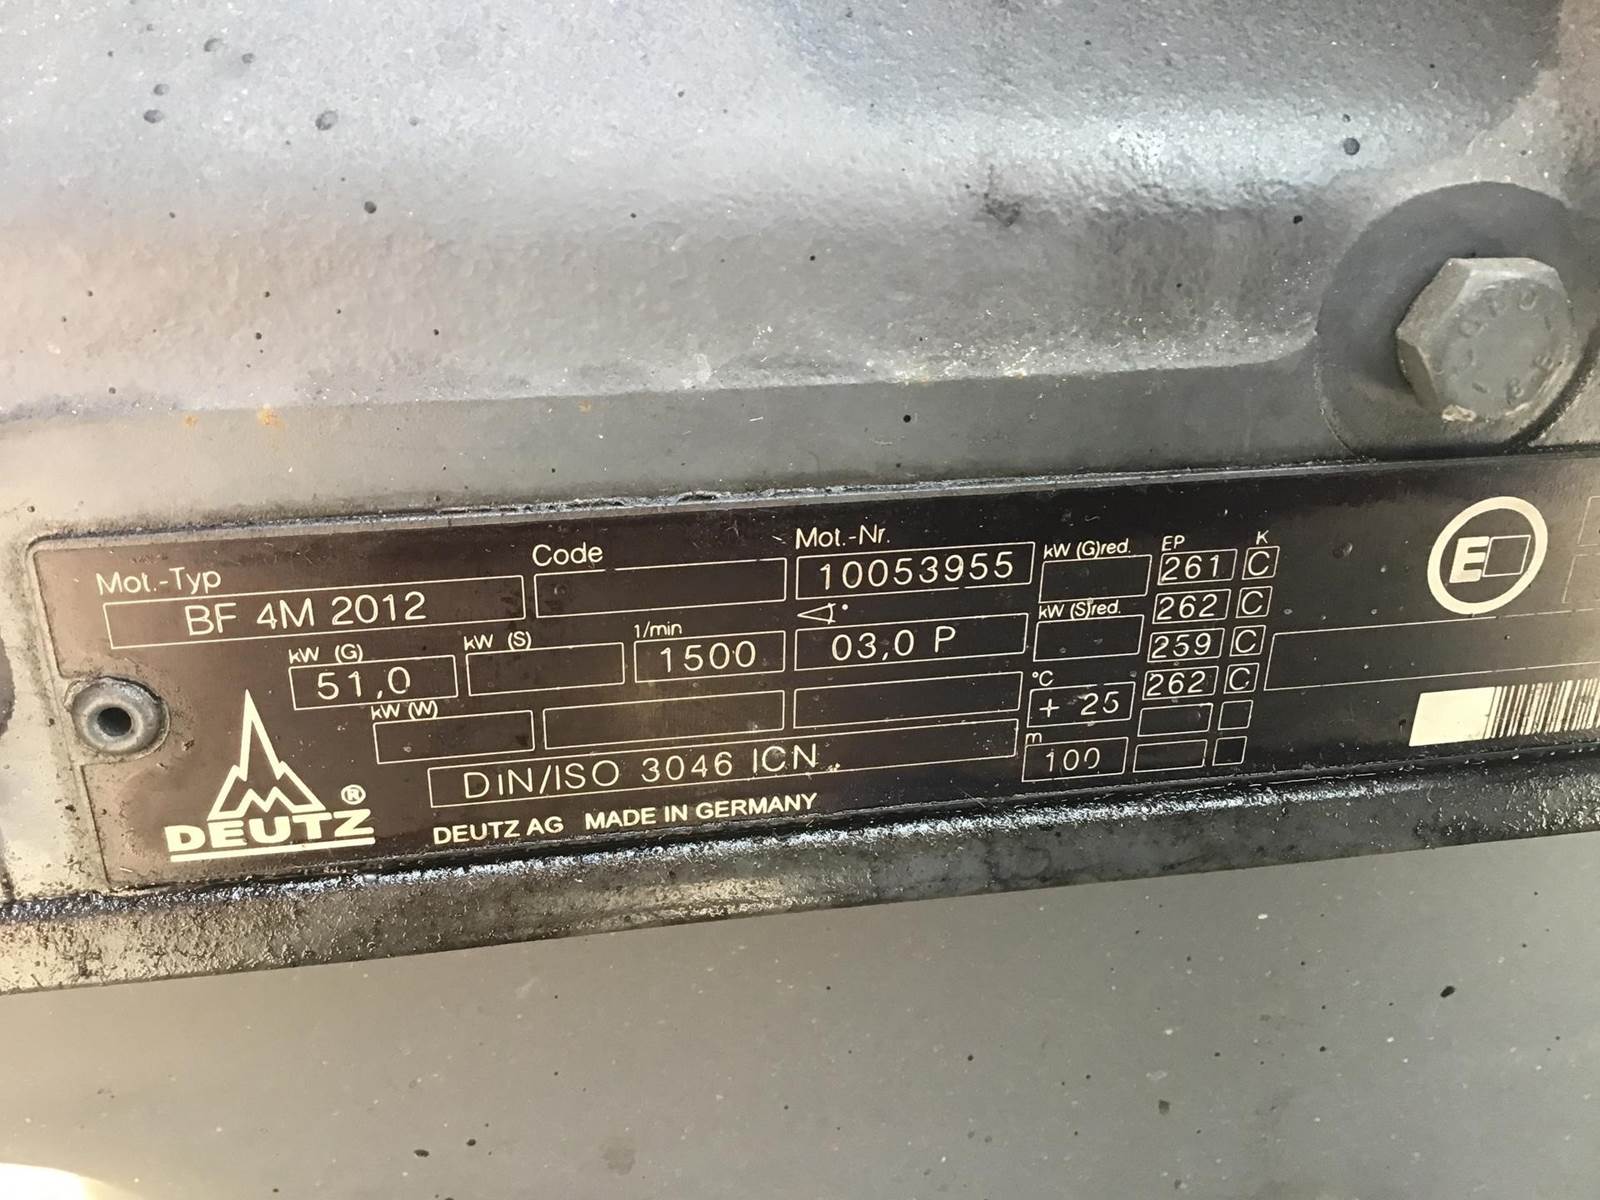 Mot.-Typ Code Mot.-Nr. kW (G)red. EP K
BF 4M 2012 10053955 261 C
kW (G) kW (S) 1/min ° kW (S)red. 262 C
51,0 1500 03,0 P 259 C
kW (W) °C 262 C
+ 25
DIN/ISO 3046 ICN m
100
DEUTZ ® DEUTZ AG MADE IN GERMANY
E